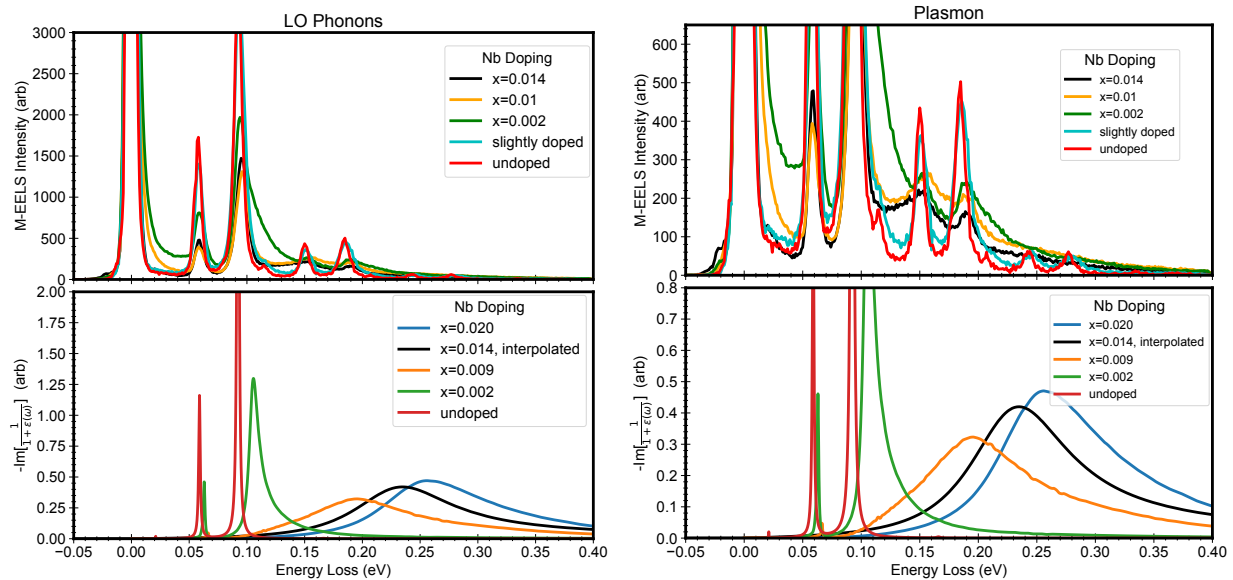 LO Phonons
3000
2500
2000
1500
1000
500
0
M-EELS Intensity (arb)
Nb Doping
x=0.014
x=0.01
x=0.002
slightly doped
undoped
2.00
1.75
1.50
1.25
1.00
0.75
0.50
0.25
0.00
-Im[1/(1 + ε(ω))] (arb)
Nb Doping
x=0.020
x=0.014, interpolated
x=0.009
x=0.002
undoped
−0.05 0.00 0.05 0.10 0.15 0.20 0.25 0.30 0.35 0.40
Energy Loss (eV)
Plasmon
600
500
400
300
200
100
0
M-EELS Intensity (arb)
Nb Doping
x=0.014
x=0.01
x=0.002
slightly doped
undoped
0.8
0.7
0.6
0.5
0.4
0.3
0.2
0.1
0.0
-Im[1/(1 + ε(ω))] (arb)
Nb Doping
x=0.020
x=0.014, interpolated
x=0.009
x=0.002
undoped
−0.05 0.00 0.05 0.10 0.15 0.20 0.25 0.30 0.35 0.40
Energy Loss (eV)